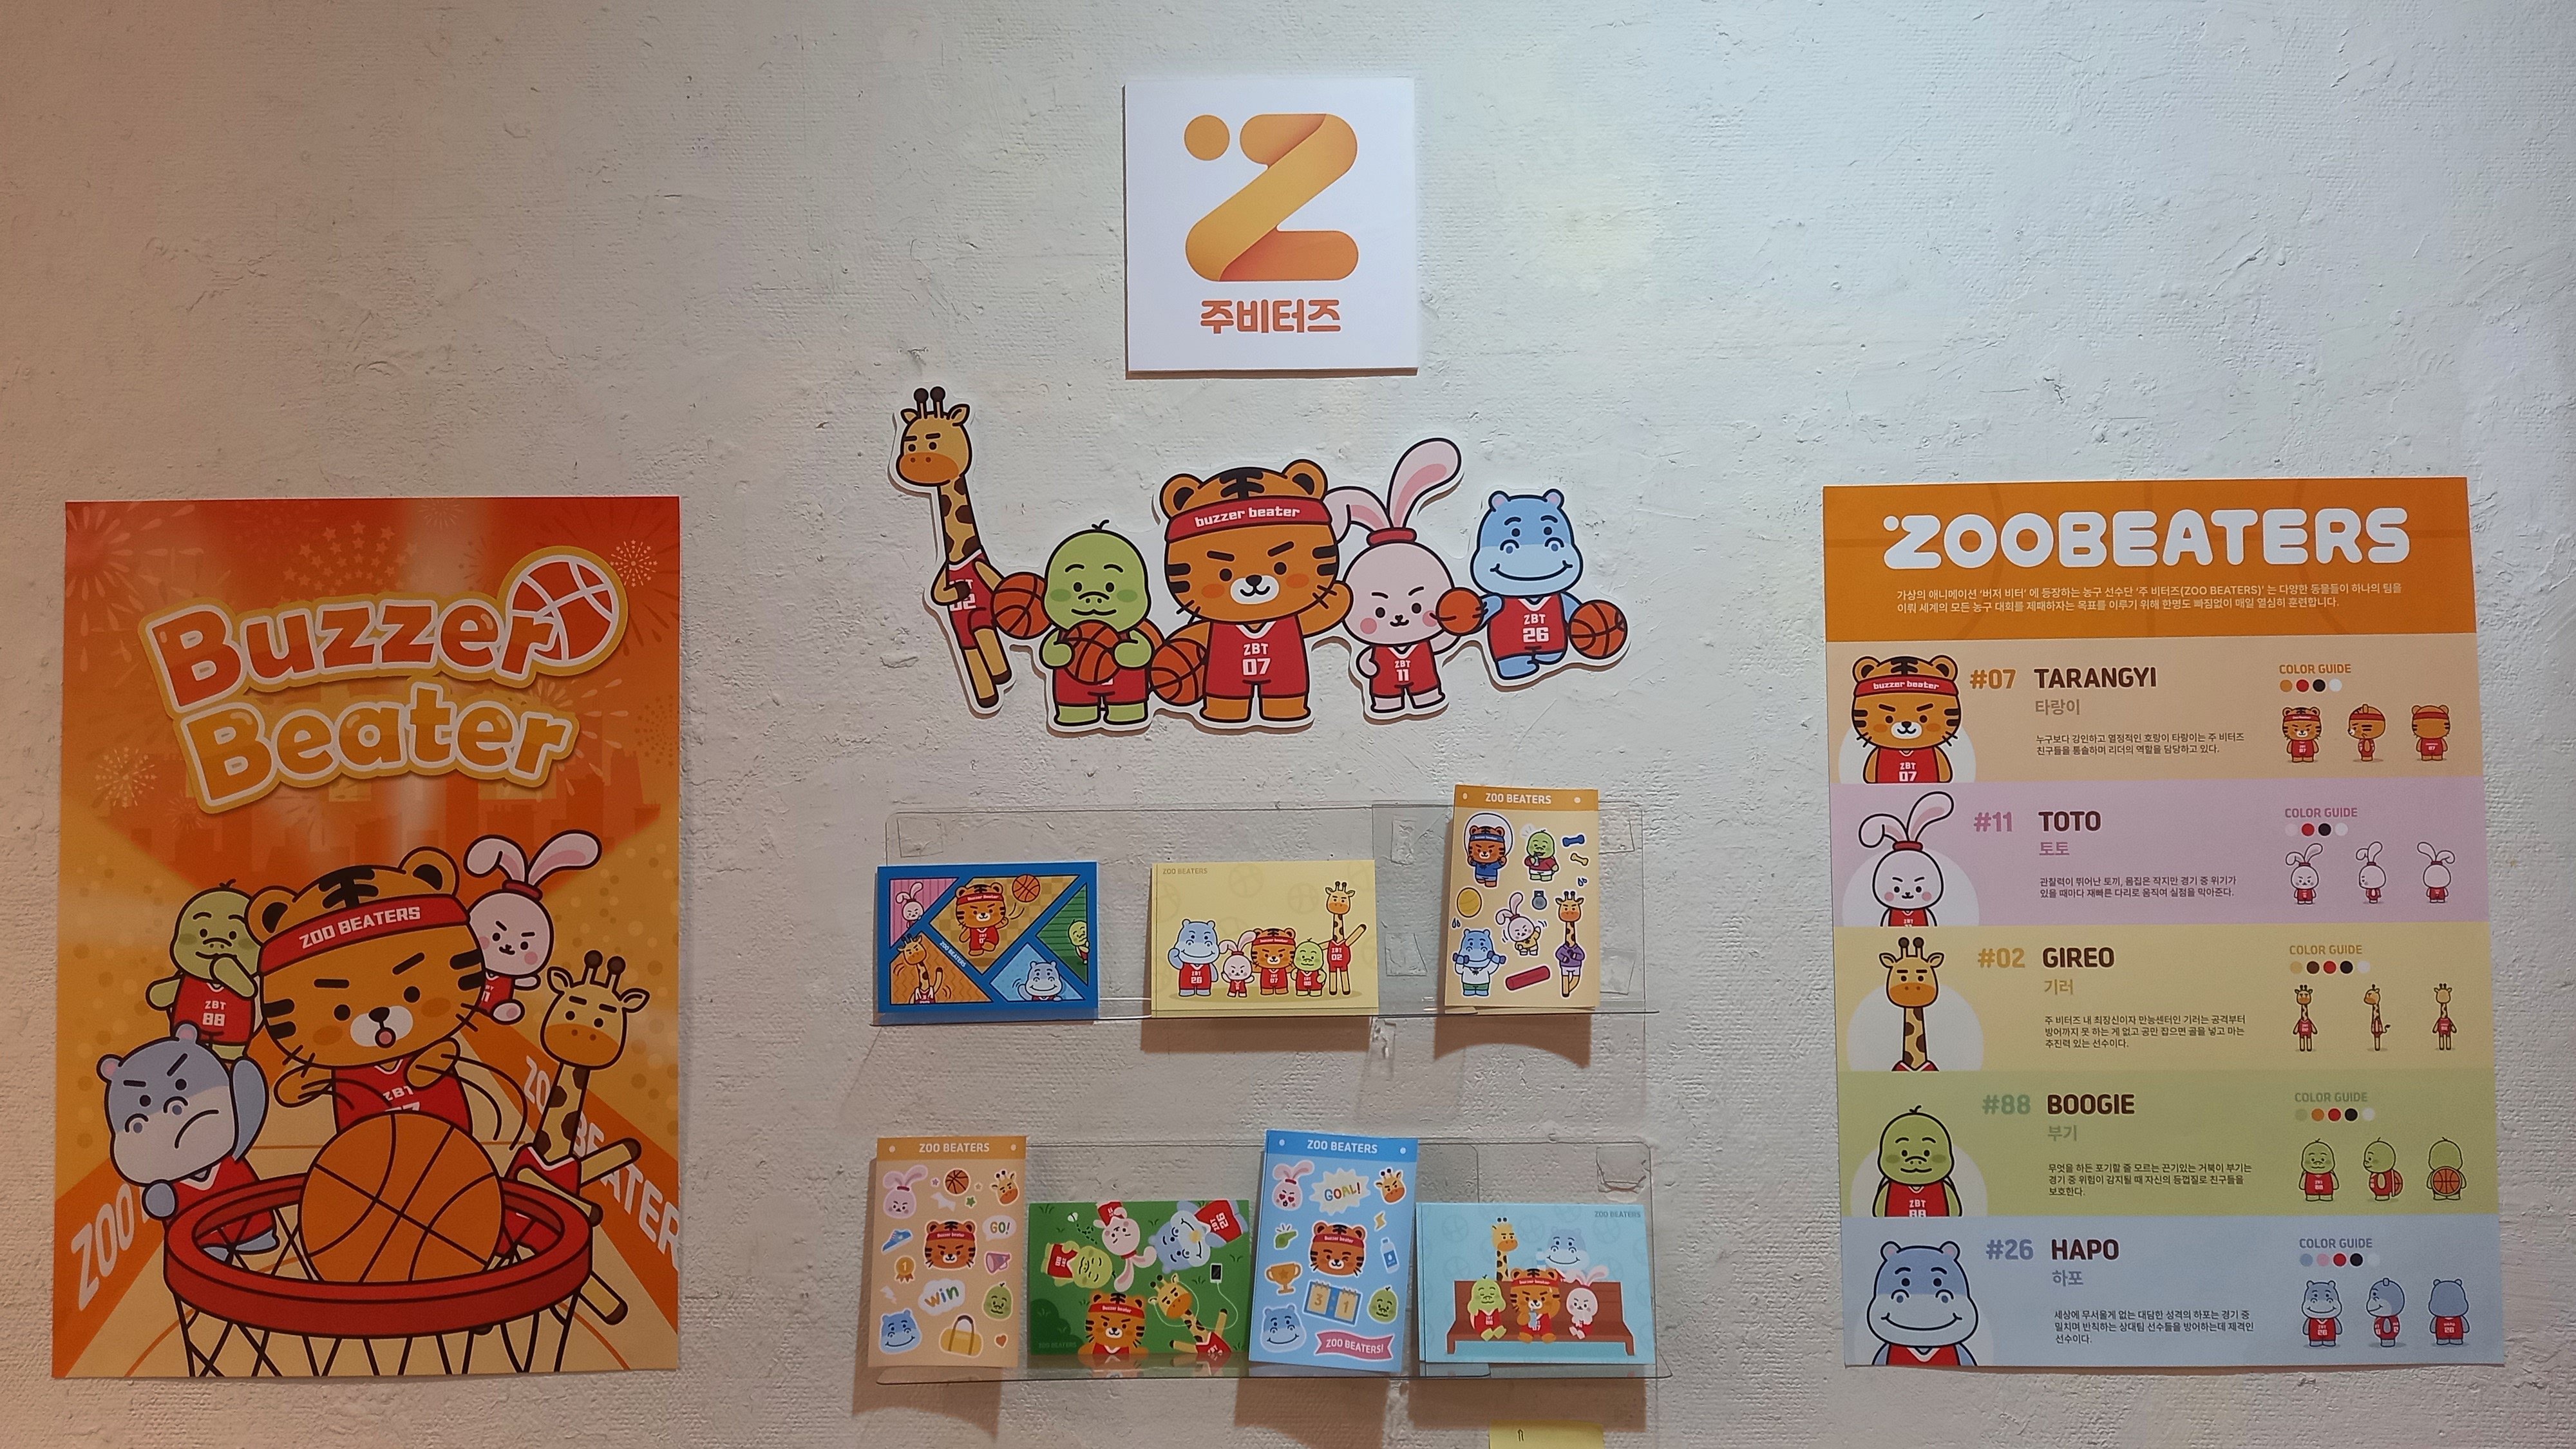 주비터즈
Buzzer
Beater
ZOO BEATERS
ZBT
88
ZOO
ZOO
BEATER
buzzer beater
02
ZBT
07
ZBT
11
ZBT
26
ZOO BEATERS
ZOO BEATERS
ZOO BEATERS
ZOO BEATERS
GO!
1
win
ZOO BEATERS
GOAL!
3 1
ZOO BEATERS!
ZOO BEATERS
ZOOBEATERS
가상의 애니메이션 '버저 비터' 에 등장하는 농구 선수단 '주 비터즈(ZOO BEATERS)' 는 다양한 동물들이 하나의 팀을
이뤄 세계의 모든 농구 대회를 제패하자는 목표를 이루기 위해 한명도 빠짐없이 매일 열심히 훈련합니다.
buzzer beater
ZBT
07
#07 TARANGYI
타랑이
누구보다 강인하고 열정적인 호랑이 타랑이는 주 비터즈
친구들을 통솔하며 리더의 역할을 담당하고 있다.
COLOR GUIDE
#11 TOTO
토토
관찰력이 뛰어난 토끼, 몸집은 작지만 경기 중 위기가
있을 때마다 재빠른 다리로 움직여 실점을 막아준다.
COLOR GUIDE
#02 GIREO
기러
주 비터즈 내 최장신이자 만능센터인 기러는 공격부터
방어까지 못 하는 게 없고 공만 잡으면 골을 넣고 마는
추진력 있는 선수이다.
COLOR GUIDE
ZBT
88
#88 BOOGIE
부기
무엇을 하든 포기할 줄 모르는 끈기있는 거북이 부기는
경기 중 위험이 감지될 때 자신의 등껍질로 친구들을
보호한다.
COLOR GUIDE
#26 HAPO
하포
세상에 무서울게 없는 대담한 성격의 하포는 경기 중
밀치며 반칙하는 상대팀 선수들을 방어하는데 제격인
선수이다.
COLOR GUIDE